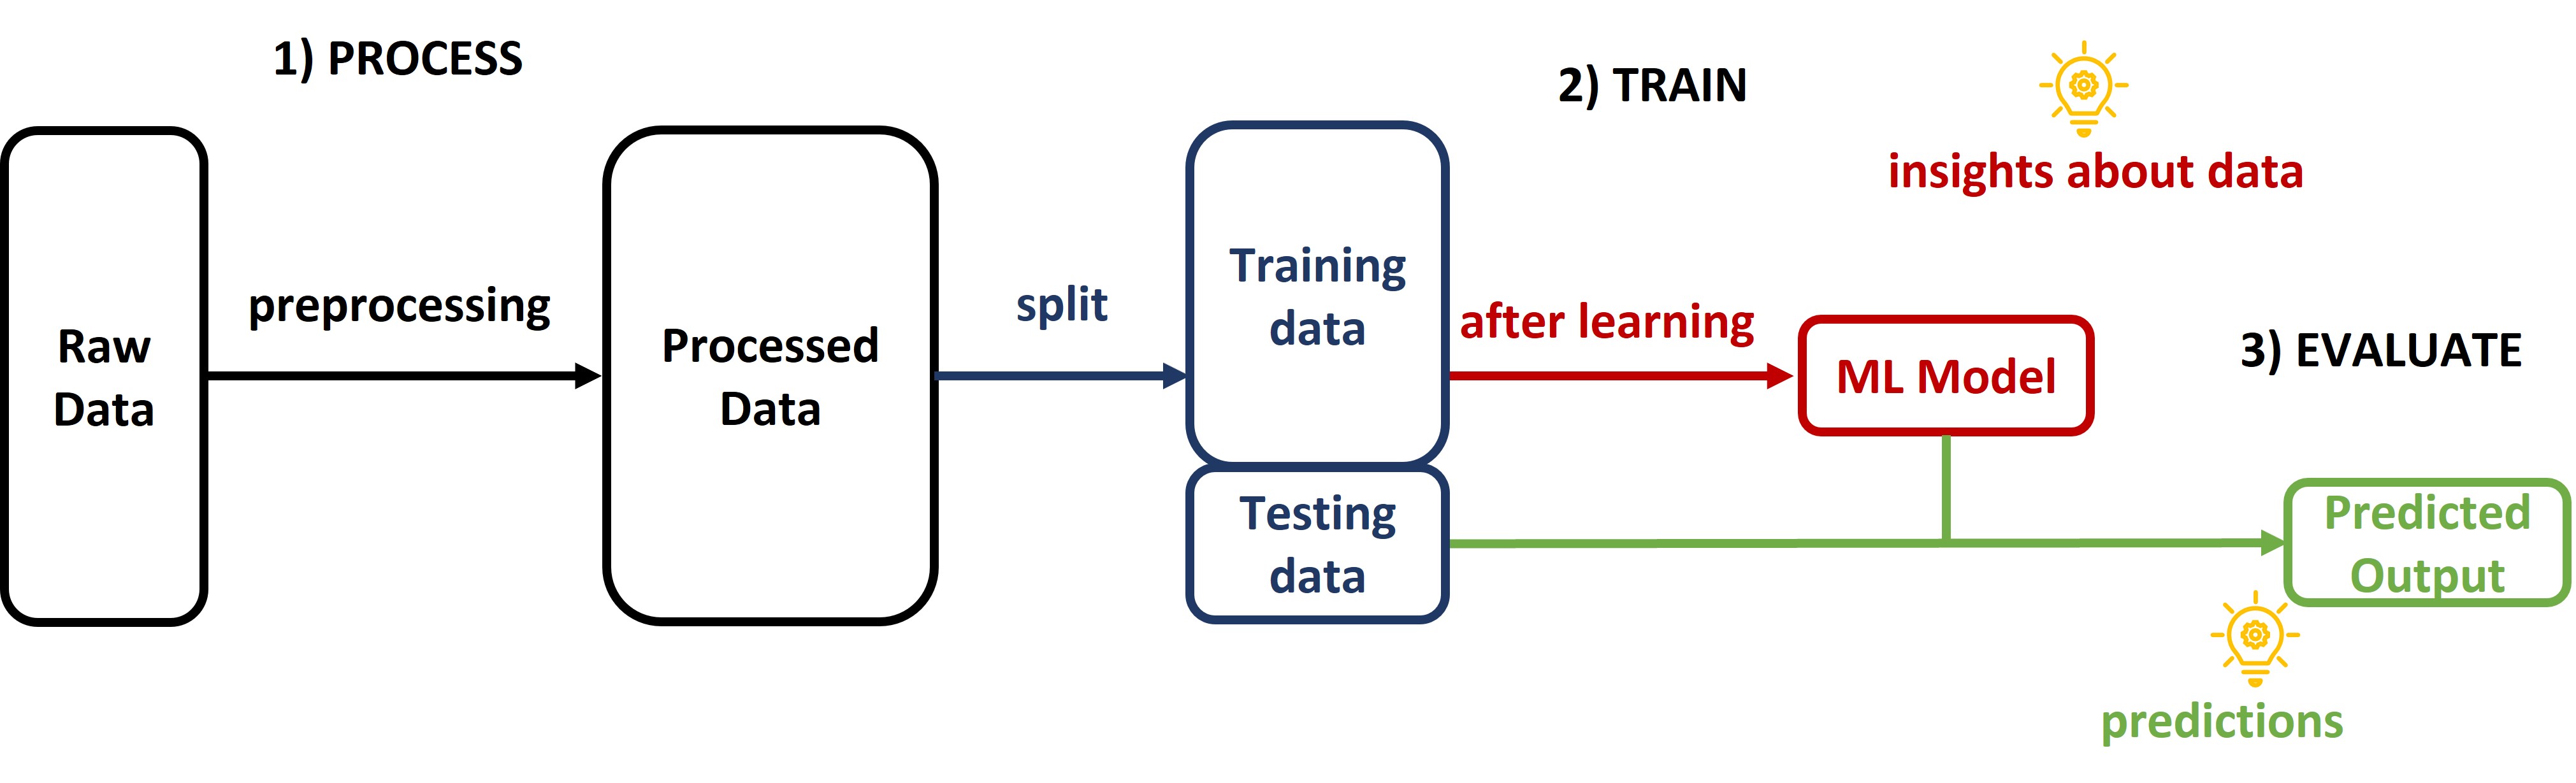 1) PROCESS
2) TRAIN
insights about data
Raw
Data
preprocessing
Processed
Data
split
Training
data
after learning
ML Model
3) EVALUATE
Testing
data
Predicted
Output
predictions